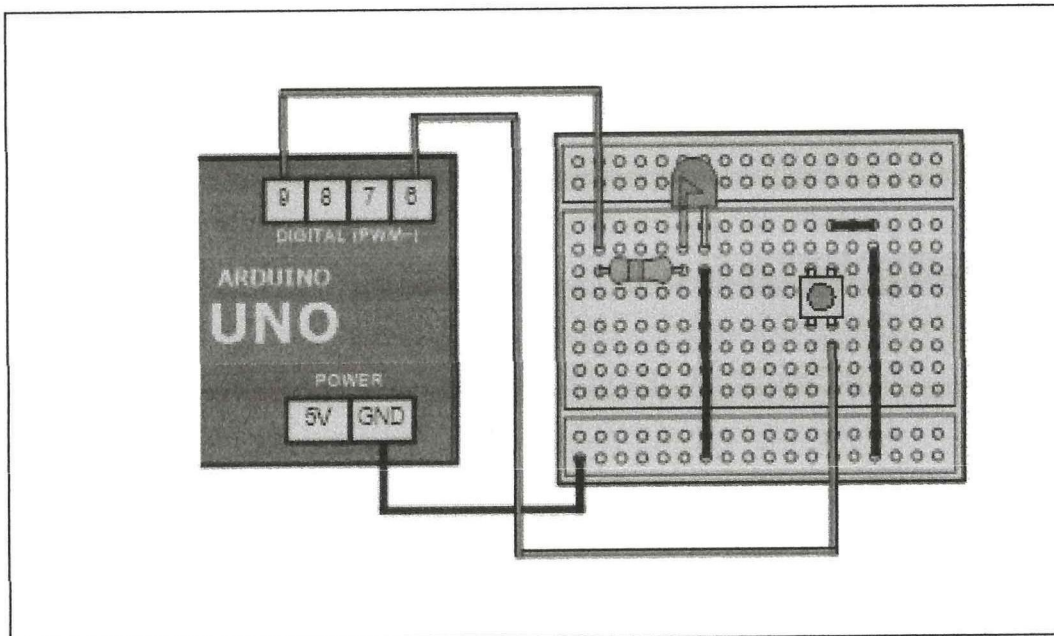 9 8 7 6
DIGITAL (PWM~)
ARDUINO
UNO
POWER
5V GND